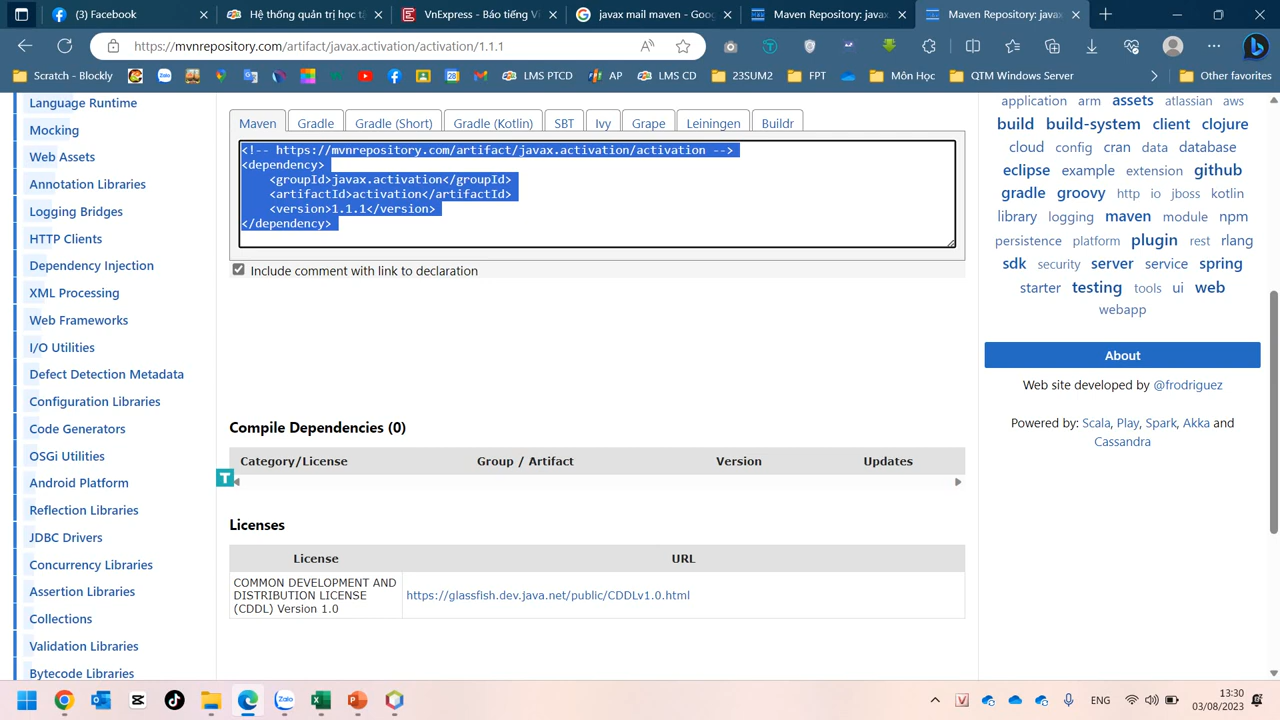 (3) Facebook
Hệ thống quản trị học tậ
VnExpress - Báo tiếng Vi
javax mail maven - Goog
Maven Repository: javax.
Maven Repository: javax
https://mvnrepository.com/artifact/javax.activation/activation/1.1.1
Scratch - Blockly
LMS PTCD
AP
LMS CD
23SUM2
FPT
Môn Học
QTM Windows Server
Other favorites
Language Runtime
Mocking
Web Assets
Annotation Libraries
Logging Bridges
HTTP Clients
Dependency Injection
XML Processing
Web Frameworks
I/O Utilities
Defect Detection Metadata
Configuration Libraries
Code Generators
OSGi Utilities
Android Platform
Reflection Libraries
JDBC Drivers
Concurrency Libraries
Assertion Libraries
Collections
Validation Libraries
Bytecode Libraries
Maven
Gradle
Gradle (Short)
Gradle (Kotlin)
SBT
Ivy
Grape
Leiningen
Buildr
<!-- https://mvnrepository.com/artifact/javax.activation/activation -->
<dependency>
<groupId>javax.activation</groupId>
<artifactId>activation</artifactId>
<version>1.1.1</version>
</dependency>
Include comment with link to declaration
Compile Dependencies (0)
Category/License Group / Artifact Version Updates
T
Licenses
License URL
COMMON DEVELOPMENT AND
DISTRIBUTION LICENSE
(CDDL) Version 1.0
https://glassfish.dev.java.net/public/CDDLv1.0.html
application arm assets atlassian aws
build build-system client clojure
cloud config cran data database
eclipse example extension github
gradle groovy http io jboss kotlin
library logging maven module npm
persistence platform plugin rest rlang
sdk security server service spring
starter testing tools ui web
webapp
About
Web site developed by @frodriguez
Powered by: Scala, Play, Spark, Akka and
Cassandra
ENG
13:30
03/08/2023